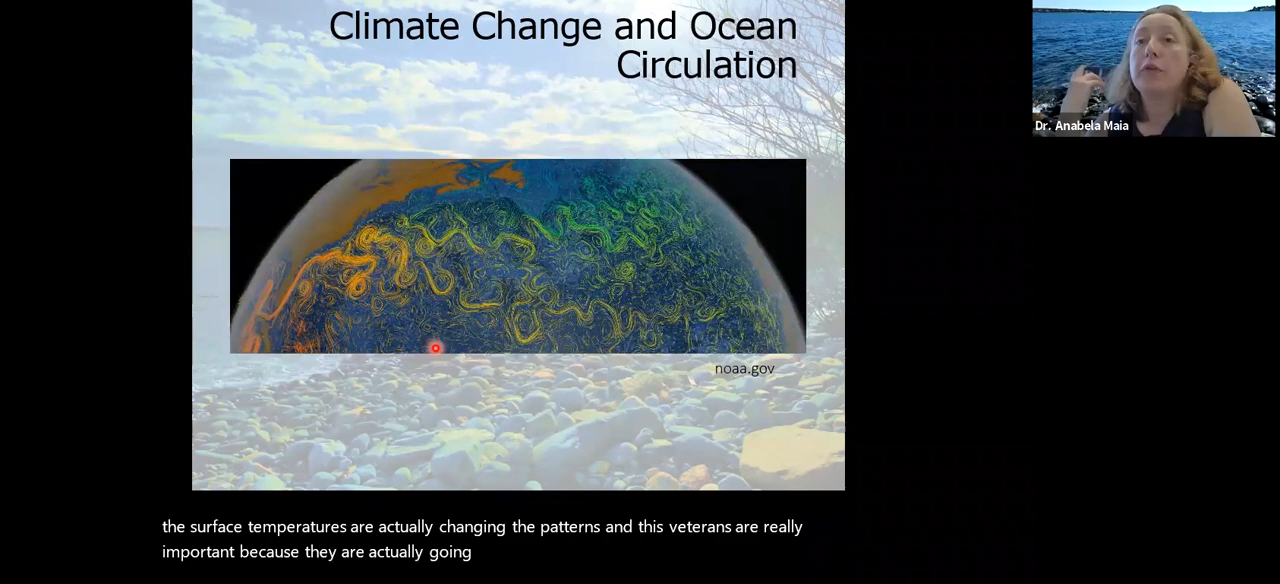 Climate Change and Ocean
Circulation
Dr. Anabela Maia
noaa.gov
the surface temperatures are actually changing the patterns and this veterans are really
important because they are actually going